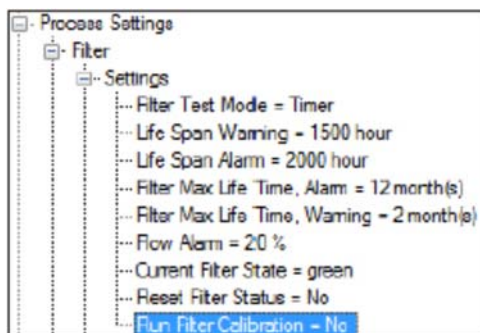 Process Settings
Filter
Settings
Filter Test Mode = Timer
Life Span Warning = 1500 hour
Life Span Alarm = 2000 hour
Filter Max Life Time, Alarm = 12 month(s)
Filter Max Life Time, Warning = 2 month(s)
Flow Alarm = 20 %
Current Filter State = green
Reset Filter Status = No
Run Filter Calibration = No